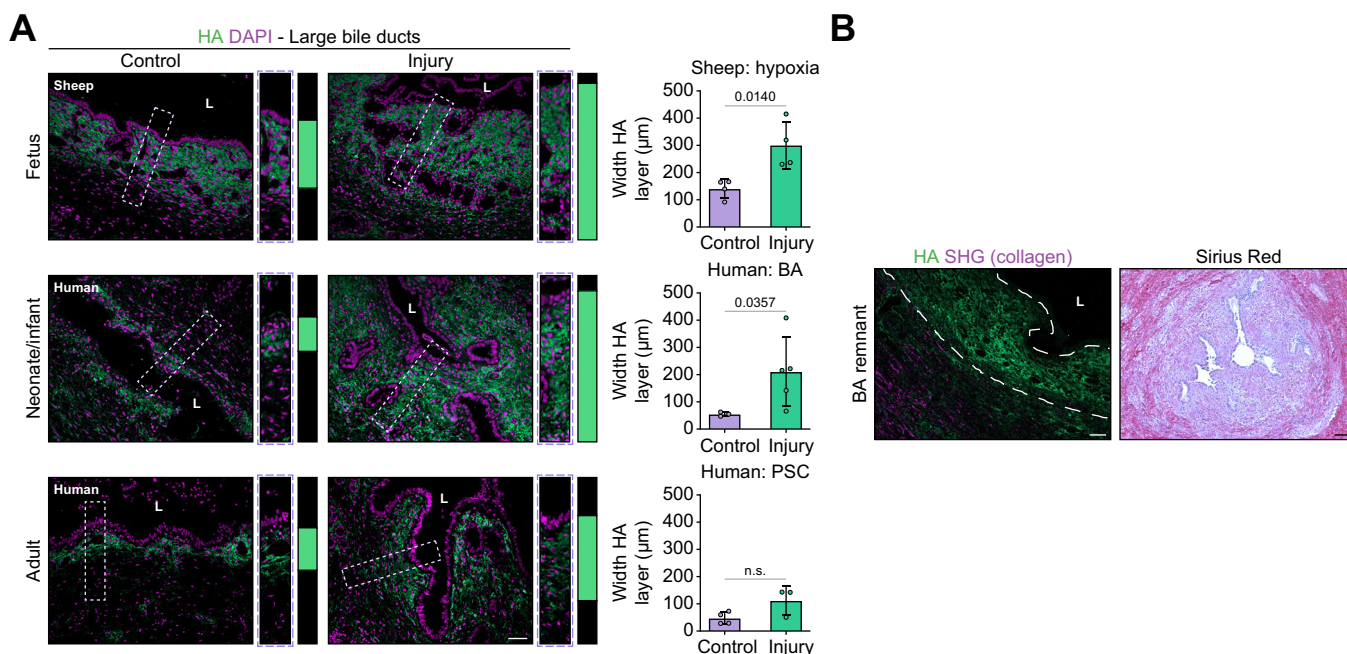 A
HA DAPI - Large bile ducts
Control
Injury
Fetus
Sheep
L
L
Sheep: hypoxia
Width HA
layer (µm)
500
400
300
200
100
0
0.0140
Control
Injury
Neonate/infant
Human
L
L
Human: BA
Width HA
layer (µm)
500
400
300
200
100
0
0.0357
Control
Injury
Adult
Human
L
L
Human: PSC
Width HA
layer (µm)
500
400
300
200
100
0
n.s.
Control
Injury
B
HA SHG (collagen)
Sirius Red
BA remnant
L